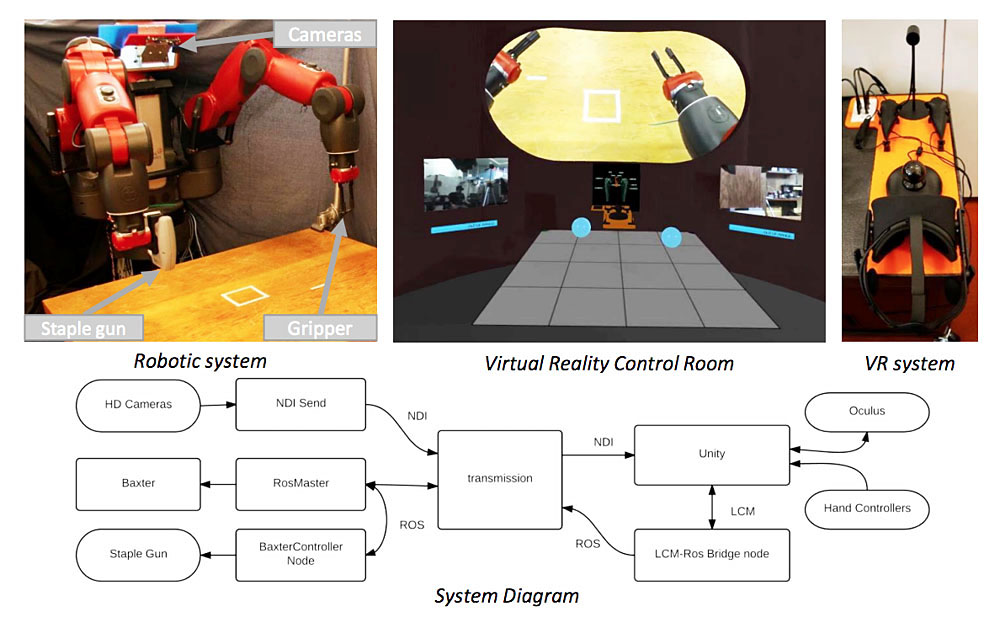 Cameras
Staple gun
Gripper
Robotic system
Virtual Reality Control Room
VR system
HD Cameras
NDI Send
NDI
NDI
Unity
Oculus
Baxter
RosMaster
transmission
ROS
LCM
Hand Controllers
Staple Gun
BaxterController
Node
ROS
LCM-Ros Bridge node
System Diagram